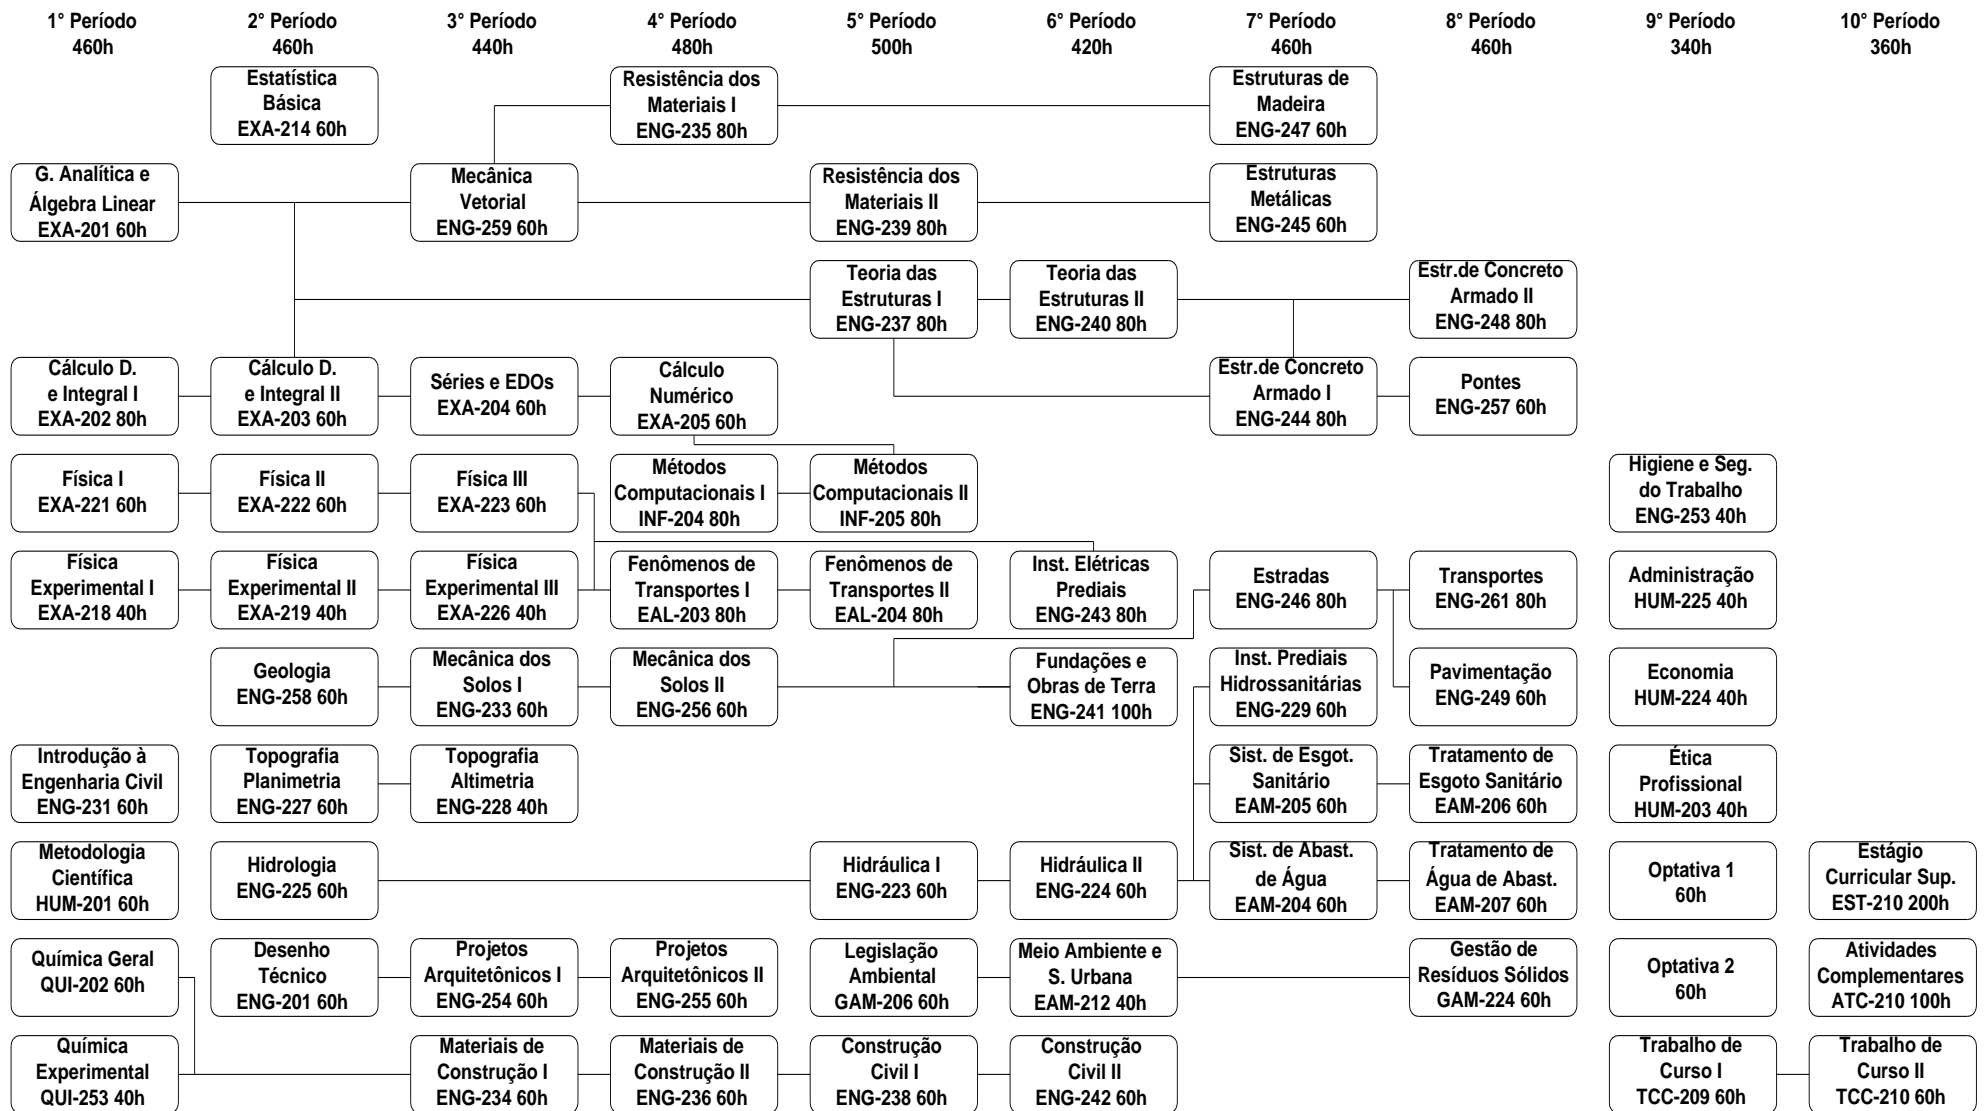 1° Período
460h
2° Período
460h
3° Período
440h
4° Período
480h
5° Período
500h
6° Período
420h
7° Período
460h
8° Período
460h
9° Período
340h
10° Período
360h
Estatística
Básica
EXA-214 60h
Resistência dos
Materiais I
ENG-235 80h
Estruturas de
Madeira
ENG-247 60h
G. Analítica e
Álgebra Linear
EXA-201 60h
Mecânica
Vetorial
ENG-259 60h
Resistência dos
Materiais II
ENG-239 80h
Estruturas
Metálicas
ENG-245 60h
Teoria das
Estruturas I
ENG-237 80h
Teoria das
Estruturas II
ENG-240 80h
Estr.de Concreto
Armado II
ENG-248 80h
Cálculo D.
e Integral I
EXA-202 80h
Cálculo D.
e Integral II
EXA-203 60h
Séries e EDOs
EXA-204 60h
Cálculo
Numérico
EXA-205 60h
Estr.de Concreto
Armado I
ENG-244 80h
Pontes
ENG-257 60h
Física I
EXA-221 60h
Física II
EXA-222 60h
Física III
EXA-223 60h
Métodos
Computacionais I
INF-204 80h
Métodos
Computacionais II
INF-205 80h
Higiene e Seg.
do Trabalho
ENG-253 40h
Física
Experimental I
EXA-218 40h
Física
Experimental II
EXA-219 40h
Física
Experimental III
EXA-226 40h
Fenômenos de
Transportes I
EAL-203 80h
Fenômenos de
Transportes II
EAL-204 80h
Inst. Elétricas
Prediais
ENG-243 80h
Estradas
ENG-246 80h
Transportes
ENG-261 80h
Administração
HUM-225 40h
Geologia
ENG-258 60h
Mecânica dos
Solos I
ENG-233 60h
Mecânica dos
Solos II
ENG-256 60h
Fundações e
Obras de Terra
ENG-241 100h
Inst. Prediais
Hidrossanitárias
ENG-229 60h
Pavimentação
ENG-249 60h
Economia
HUM-224 40h
Introdução à
Engenharia Civil
ENG-231 60h
Topografia
Planimetria
ENG-227 60h
Topografia
Altimetria
ENG-228 40h
Sist. de Esgot.
Sanitário
EAM-205 60h
Tratamento de
Esgoto Sanitário
EAM-206 60h
Ética
Profissional
HUM-203 40h
Metodologia
Científica
HUM-201 60h
Hidrologia
ENG-225 60h
Hidráulica I
ENG-223 60h
Hidráulica II
ENG-224 60h
Sist. de Abast.
de Água
EAM-204 60h
Tratamento de
Água de Abast.
EAM-207 60h
Optativa 1
60h
Estágio
Curricular Sup.
EST-210 200h
Química Geral
QUI-202 60h
Desenho
Técnico
ENG-201 60h
Projetos
Arquitetônicos I
ENG-254 60h
Projetos
Arquitetônicos II
ENG-255 60h
Legislação
Ambiental
GAM-206 60h
Meio Ambiente e
S. Urbana
EAM-212 40h
Gestão de
Resíduos Sólidos
GAM-224 60h
Optativa 2
60h
Atividades
Complementares
ATC-210 100h
Química
Experimental
QUI-253 40h
Materiais de
Construção I
ENG-234 60h
Materiais de
Construção II
ENG-236 60h
Construção
Civil I
ENG-238 60h
Construção
Civil II
ENG-242 60h
Trabalho de
Curso I
TCC-209 60h
Trabalho de
Curso II
TCC-210 60h